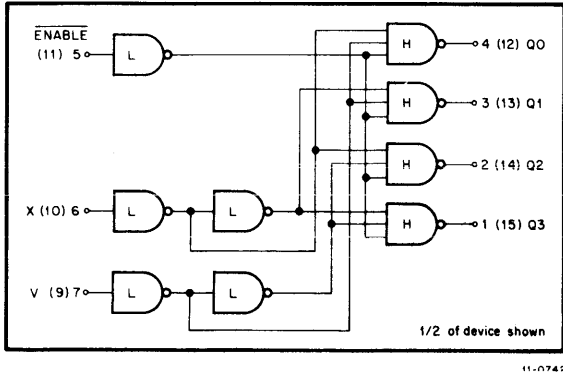 ENABLE
(11) 5
L
H
4 (12) Q0
H
3 (13) Q1
H
2 (14) Q2
X (10) 6
L
L
H
1 (15) Q3
V (9) 7
L
L
1/2 of device shown
11-0742